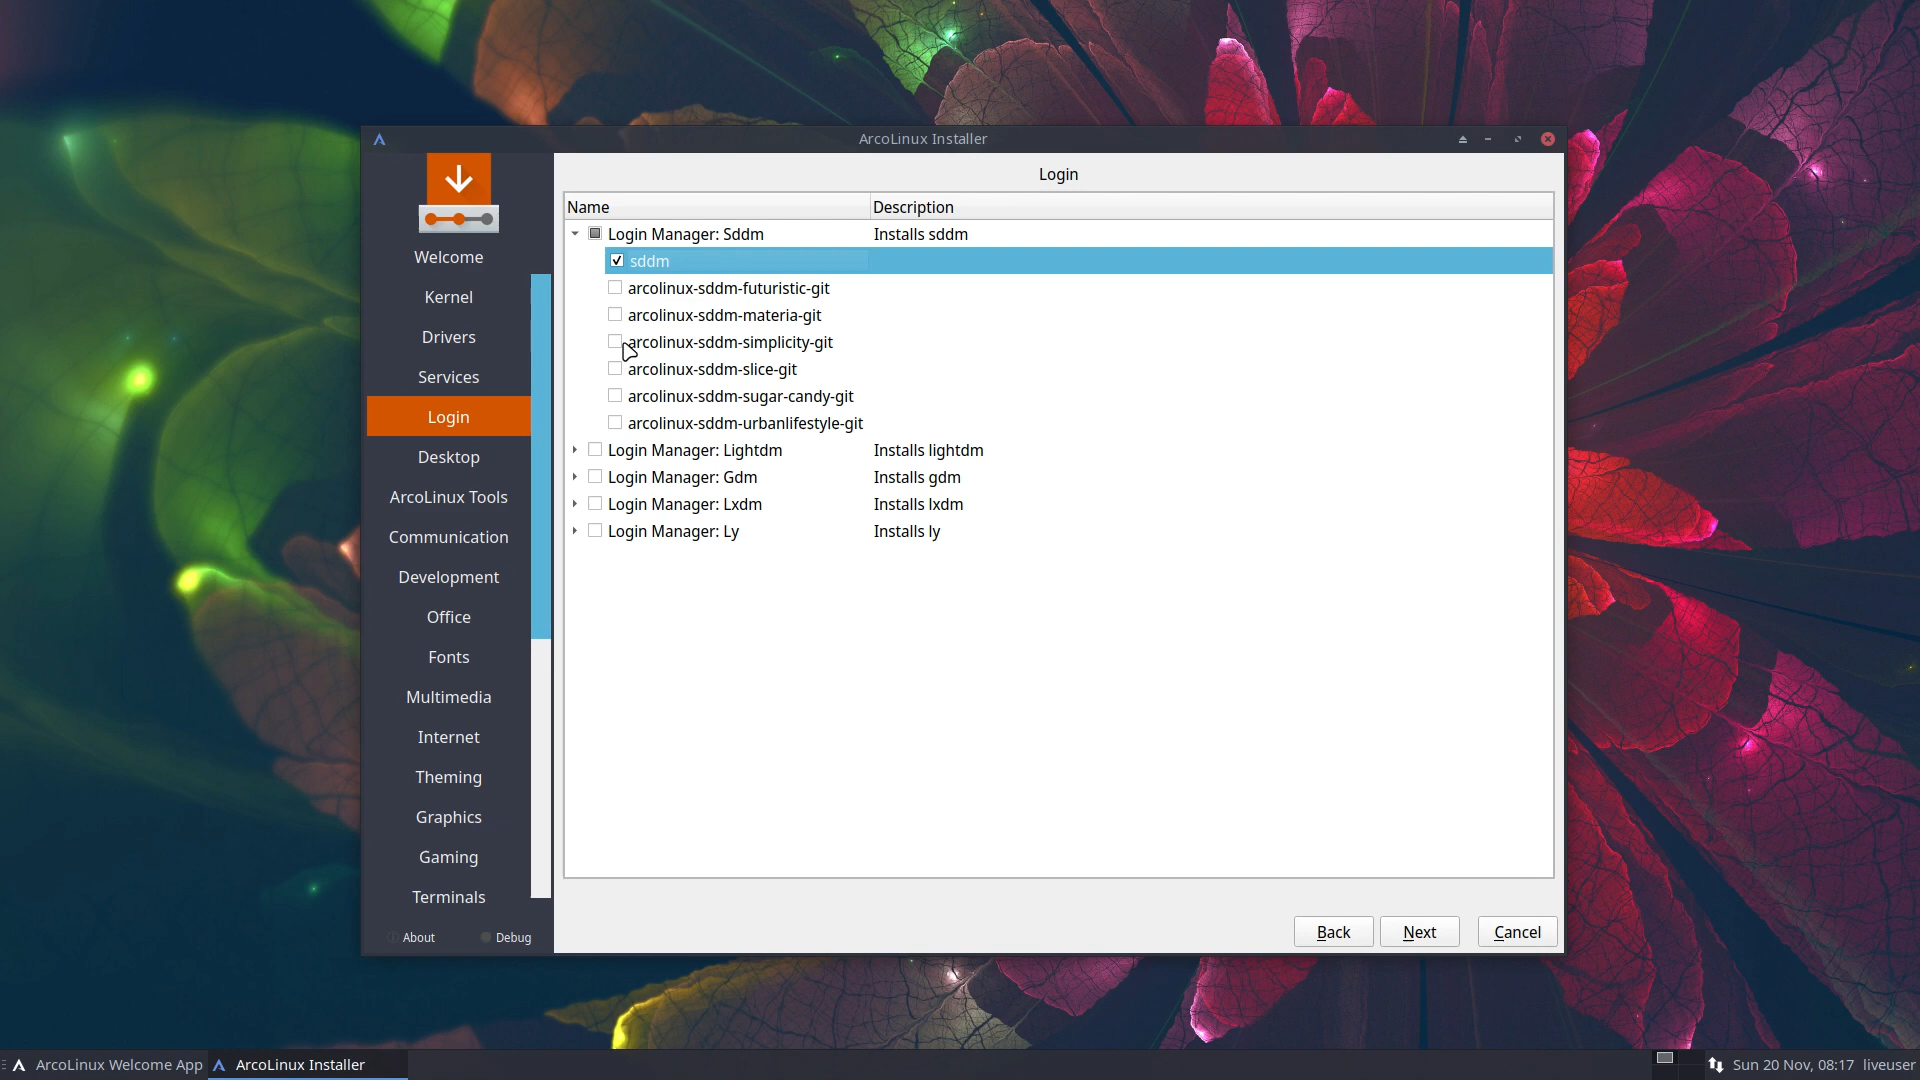 ArcoLinux Installer
Welcome
Kernel
Drivers
Services
Login
Desktop
ArcoLinux Tools
Communication
Development
Office
Fonts
Multimedia
Internet
Theming
Graphics
Gaming
Terminals
About
Debug
Login
Name Description
Login Manager: Sddm Installs sddm
sddm
arcolinux-sddm-futuristic-git
arcolinux-sddm-materia-git
arcolinux-sddm-simplicity-git
arcolinux-sddm-slice-git
arcolinux-sddm-sugar-candy-git
arcolinux-sddm-urbanlifestyle-git
Login Manager: Lightdm Installs lightdm
Login Manager: Gdm Installs gdm
Login Manager: Lxdm Installs lxdm
Login Manager: Ly Installs ly
Back Next Cancel
ArcoLinux Welcome App ArcoLinux Installer Sun 20 Nov, 08:17 liveuser